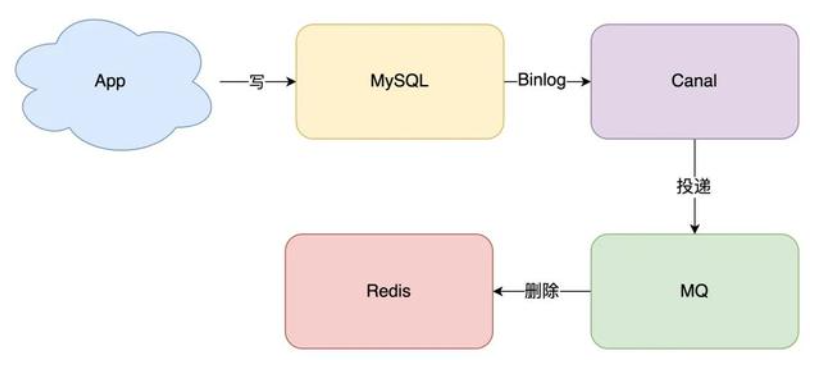 App
写
MySQL
Binlog
Canal
投递
MQ
删除
Redis